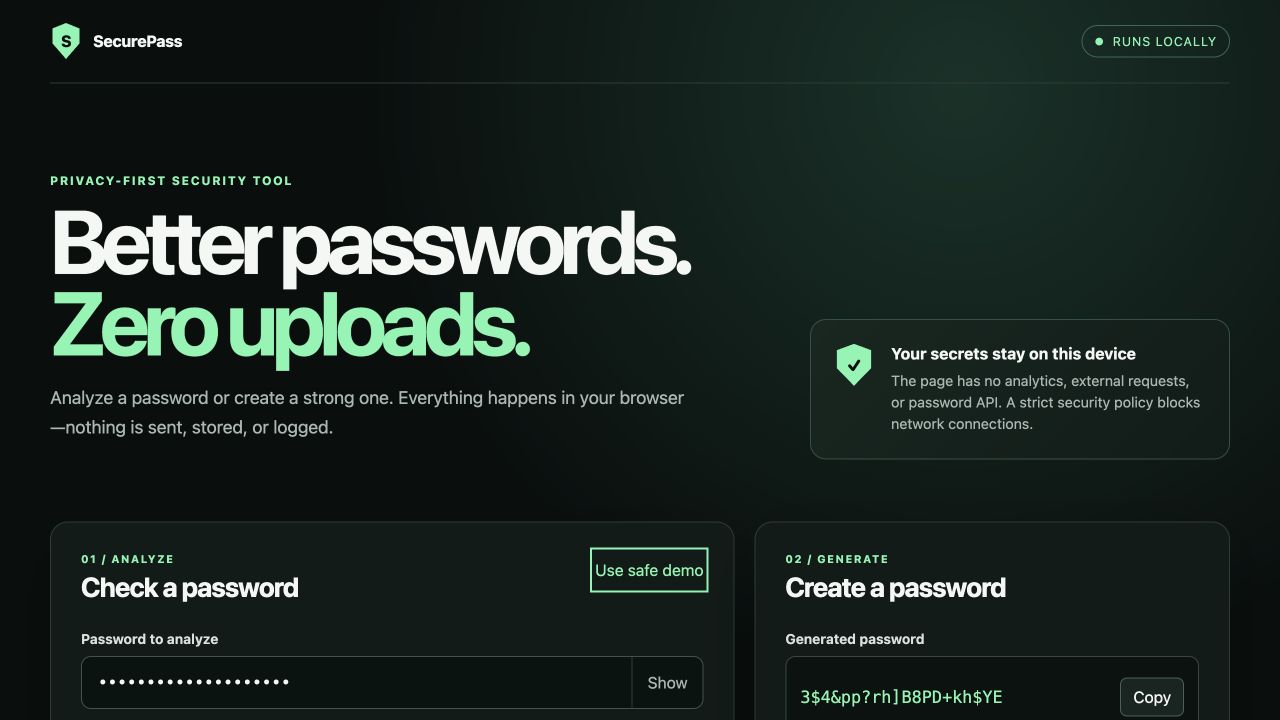 S SecurePass
RUNS LOCALLY
PRIVACY-FIRST SECURITY TOOL
Better passwords.
Zero uploads.
Analyze a password or create a strong one. Everything happens in your browser
—nothing is sent, stored, or logged.
Your secrets stay on this device
The page has no analytics, external requests,
or password API. A strict security policy blocks
network connections.
01 / ANALYZE
Check a password
Use safe demo
Password to analyze
••••••••••••••••••••
Show
02 / GENERATE
Create a password
Generated password
3$4&pp?rh]B8PD+kh$YE
Copy